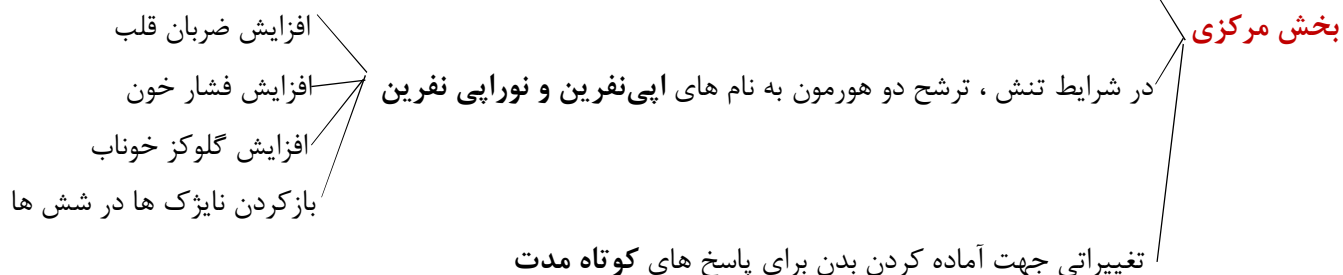 بخش مرکزی
در شرایط تنش ، ترشح دو هورمون به نام های اپی‌نفرین و نوراپی نفرین
افزایش ضربان قلب
افزایش فشار خون
افزایش گلوکز خوناب
بازکردن نایژک ها در شش ها
تغییراتی جهت آماده کردن بدن برای پاسخ های کوتاه مدت